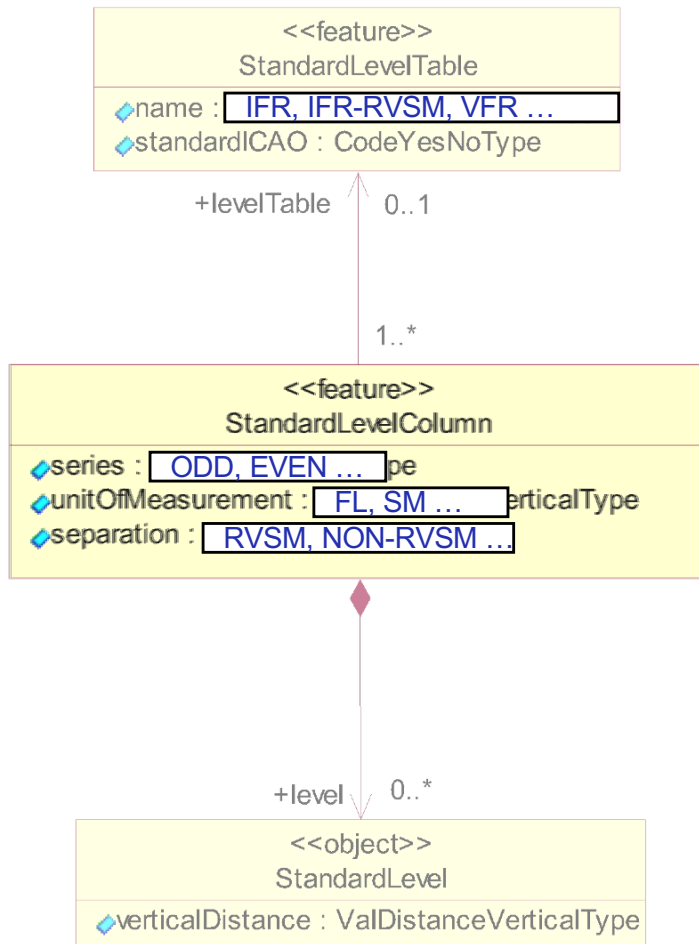 <<feature>>
StandardLevelTable
name : IFR, IFR-RVSM, VFR ...
standardICAO : CodeYesNoType
+levelTable 0..1
1..*
<<feature>>
StandardLevelColumn
series : ODD, EVEN ... pe
unitOfMeasurement : FL, SM ... erticalType
separation : RVSM, NON-RVSM ...
+level 0..*
<<object>>
StandardLevel
verticalDistance : ValDistanceVerticalType